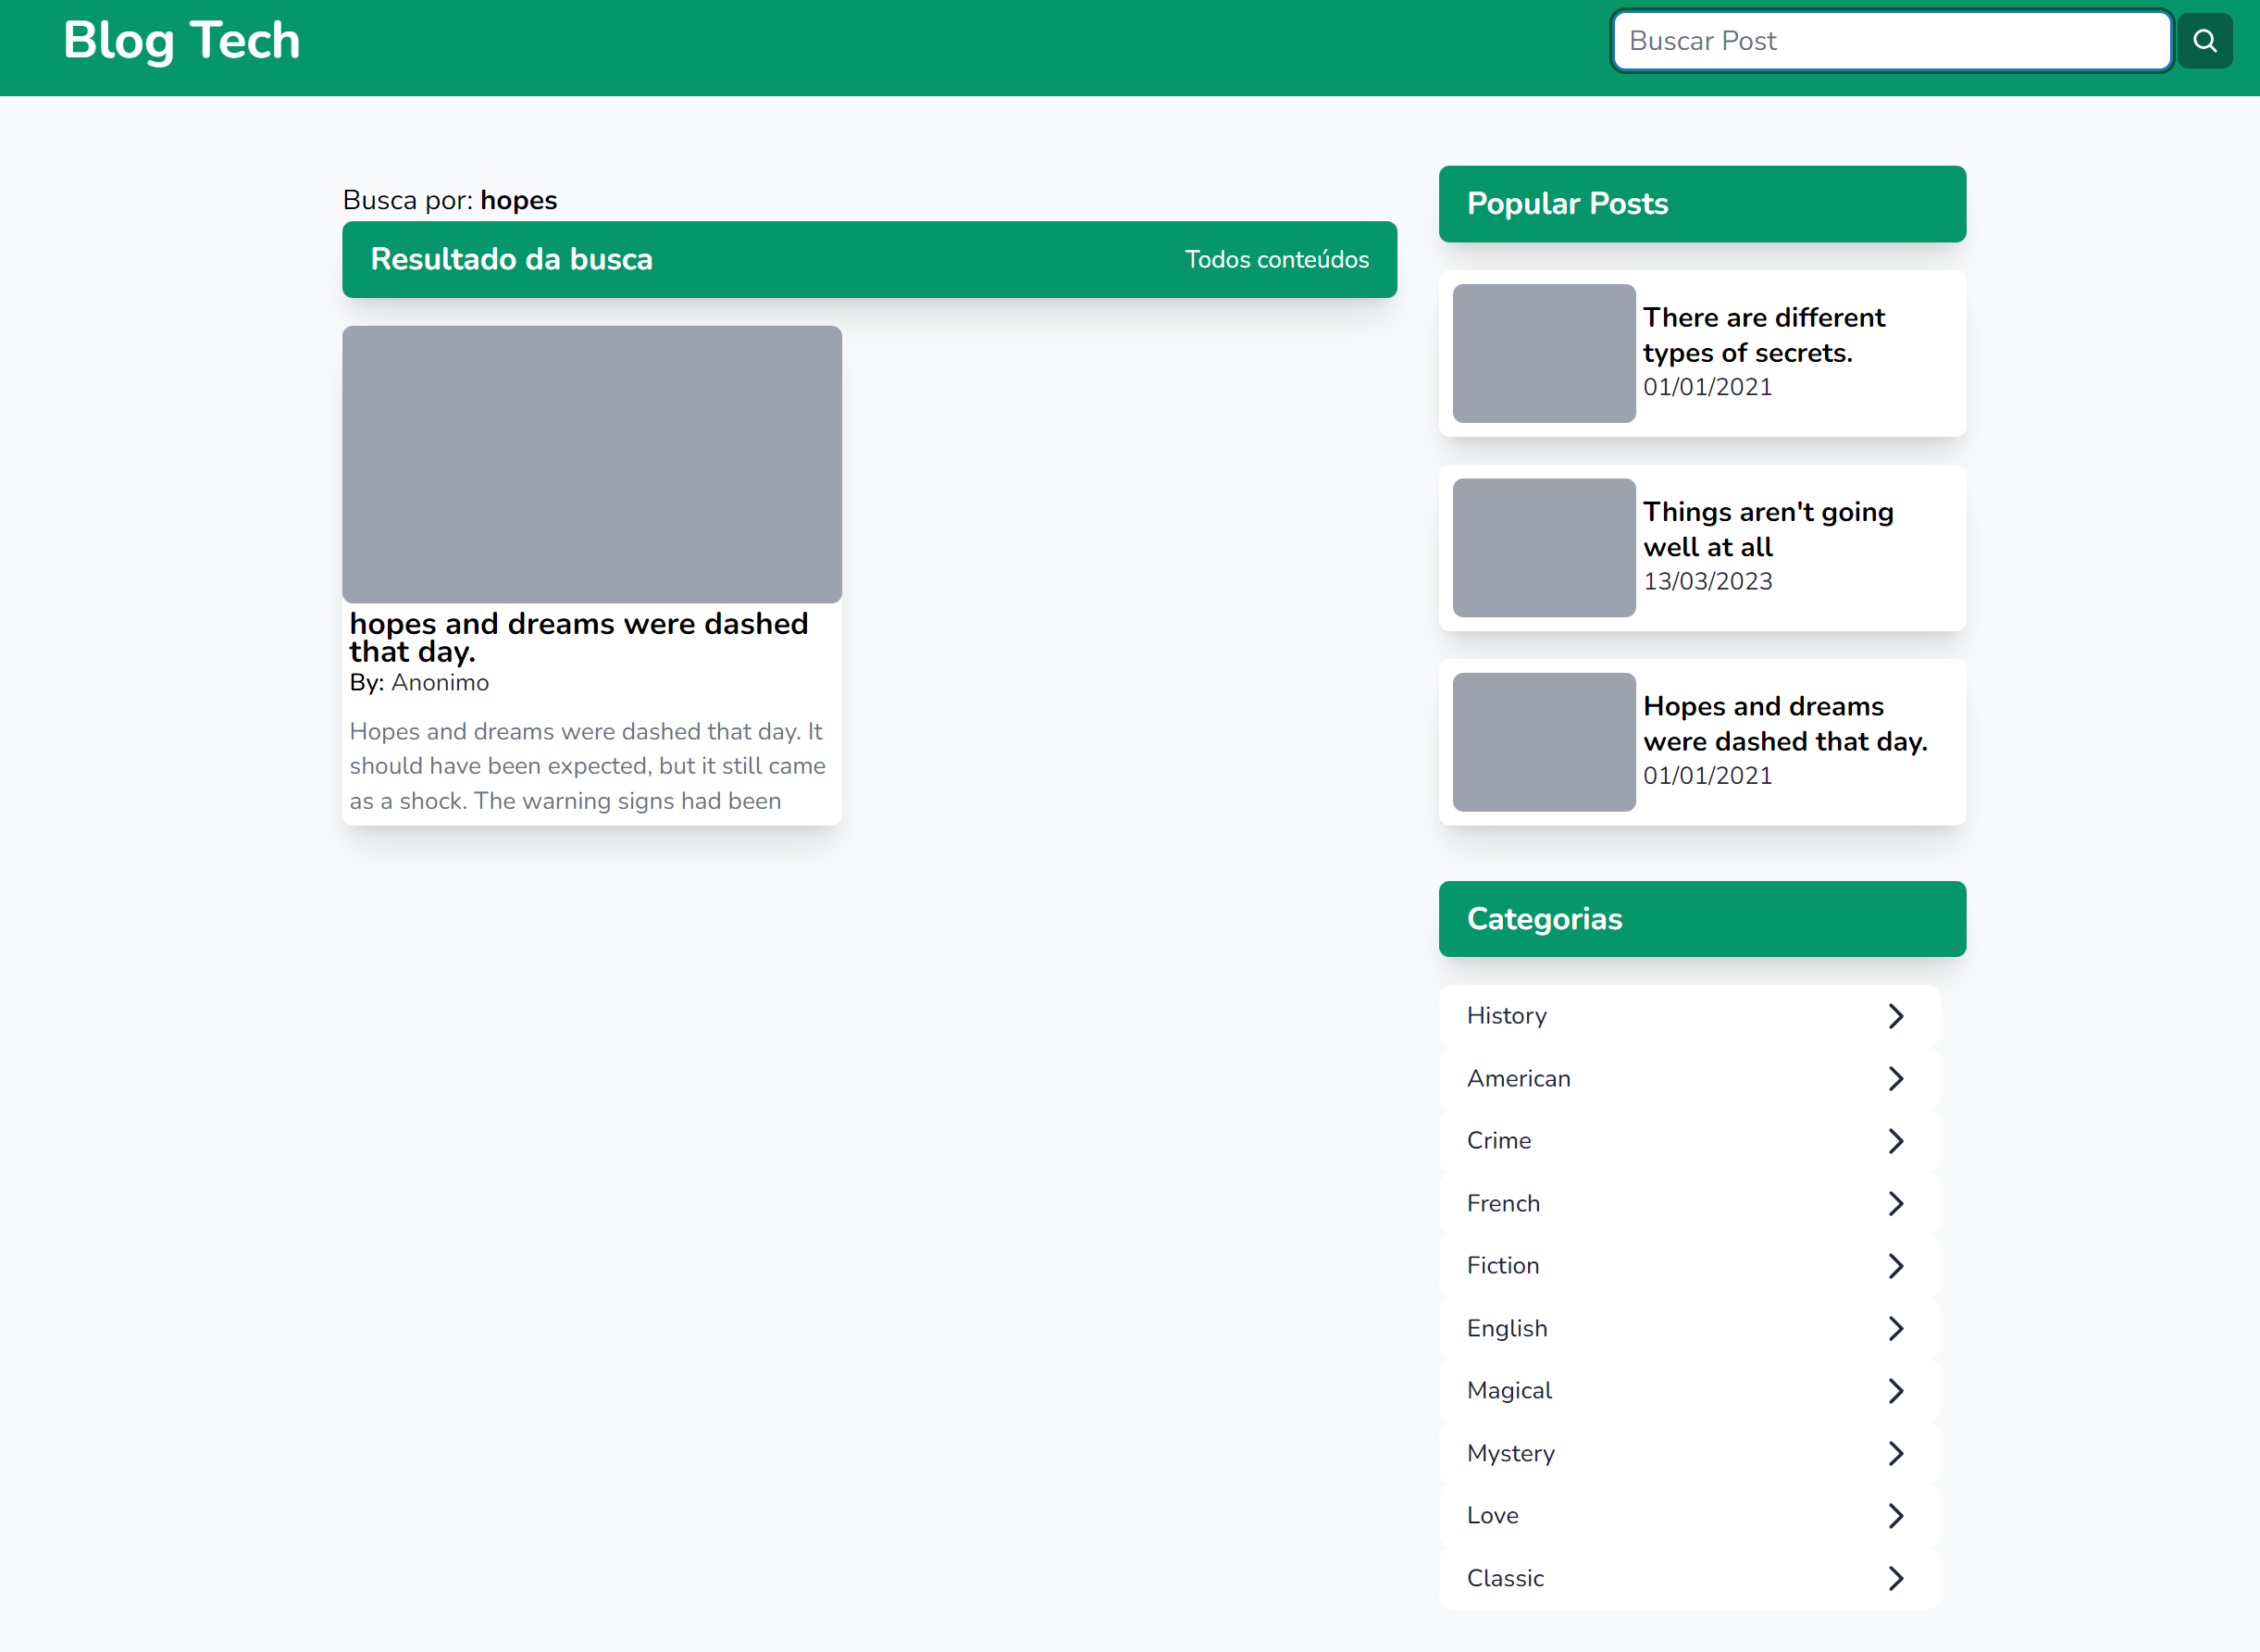 Blog Tech
Buscar Post
Busca por: hopes
Resultado da busca
Todos conteúdos
hopes and dreams were dashed
that day.
By: Anonimo
Hopes and dreams were dashed that day. It
should have been expected, but it still came
as a shock. The warning signs had been
Popular Posts
There are different
types of secrets.
01/01/2021
Things aren't going
well at all
13/03/2023
Hopes and dreams
were dashed that day.
01/01/2021
Categorias
History
American
Crime
French
Fiction
English
Magical
Mystery
Love
Classic